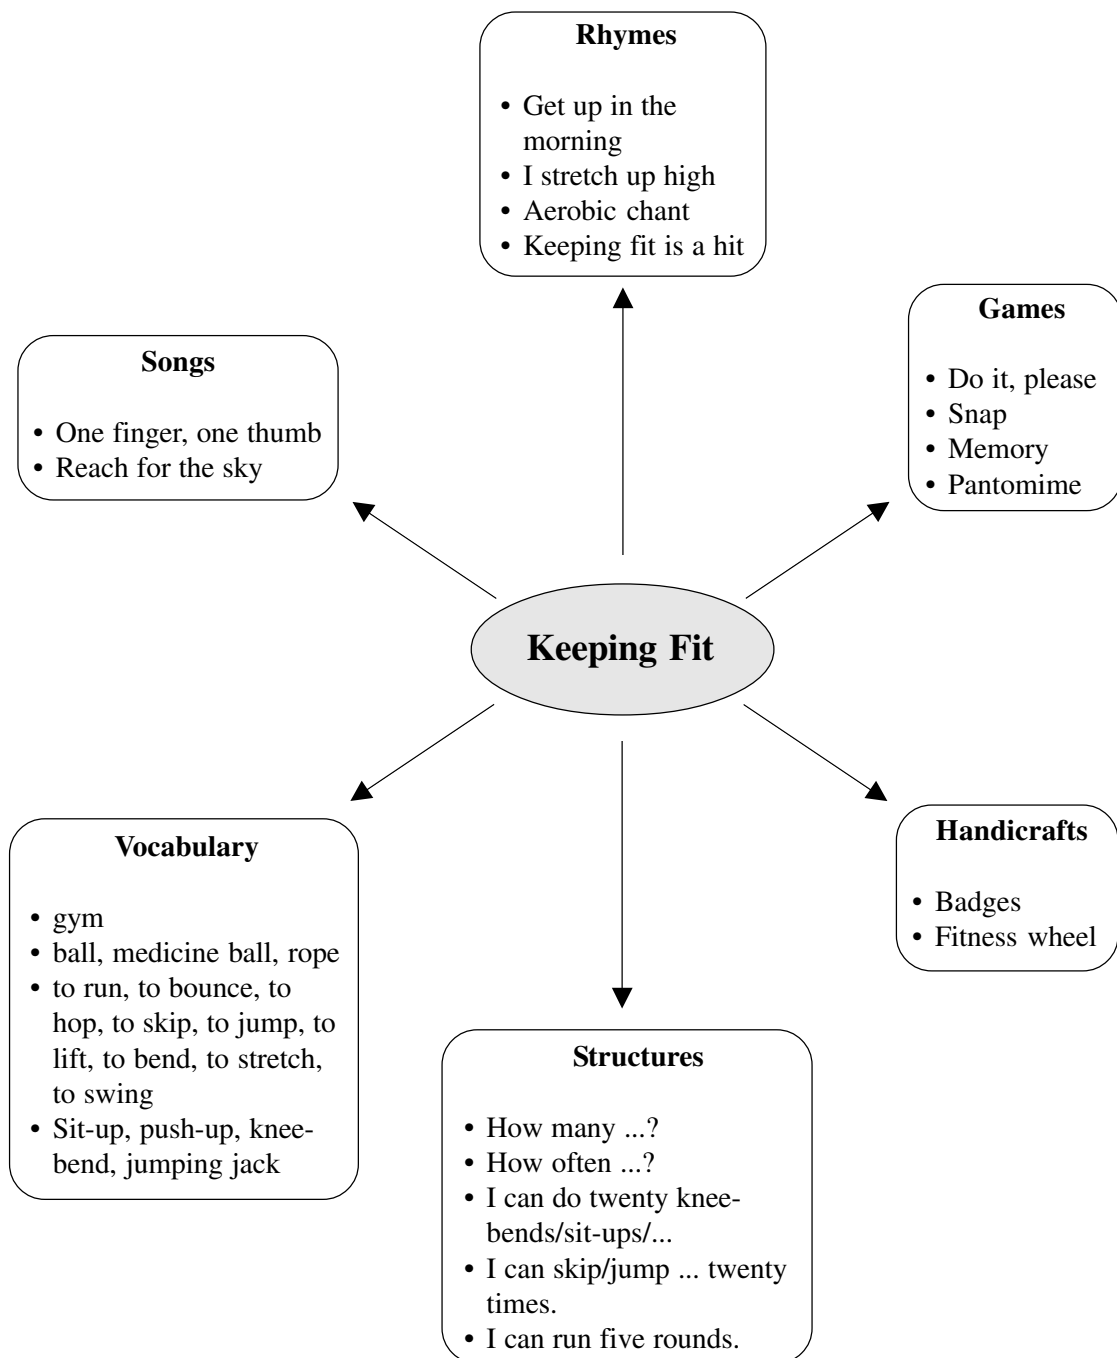 Rhymes
• Get up in the
morning
• I stretch up high
• Aerobic chant
• Keeping fit is a hit
Games
• Do it, please
• Snap
• Memory
• Pantomime
Songs
• One finger, one thumb
• Reach for the sky
Keeping Fit
Vocabulary
• gym
• ball, medicine ball, rope
• to run, to bounce, to
hop, to skip, to jump, to
lift, to bend, to stretch,
to swing
• Sit-up, push-up, knee-
bend, jumping jack
Handicrafts
• Badges
• Fitness wheel
Structures
• How many ...?
• How often ...?
• I can do twenty knee-
bends/sit-ups/...
• I can skip/jump ... twenty
times.
• I can run five rounds.